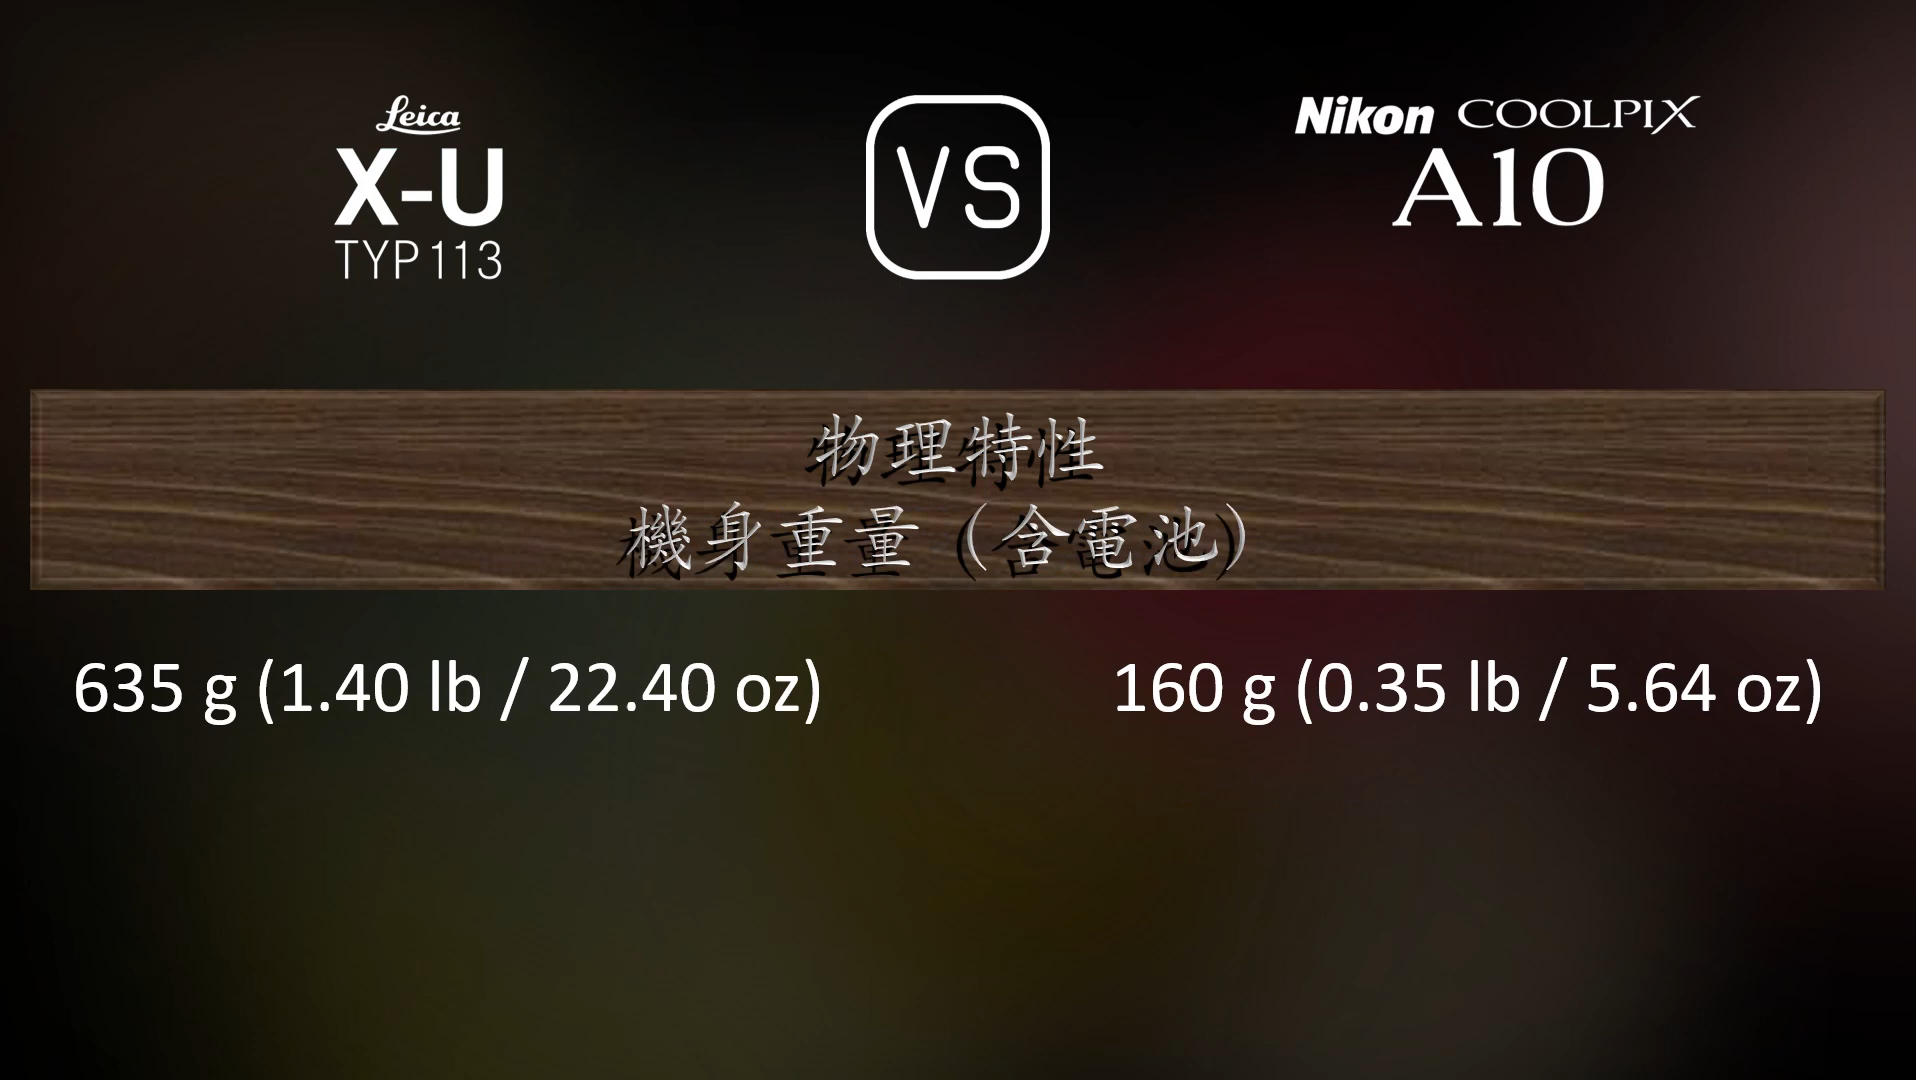 Leica
X-U
TYP 113
VS
Nikon COOLPIX
A10
物理特性
機身重量（含電池）
635 g (1.40 lb / 22.40 oz)
160 g (0.35 lb / 5.64 oz)